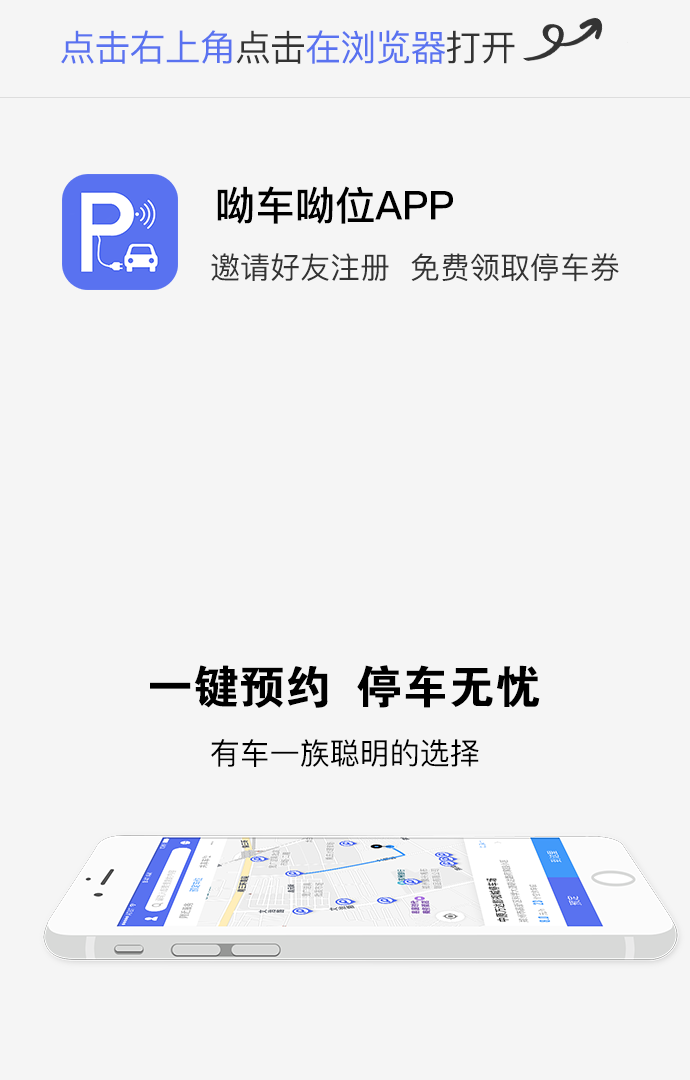 点击右上角点击在浏览器打开
P
呦车呦位APP
邀请好友注册 免费领取停车券
一键预约 停车无忧
有车一族聪明的选择